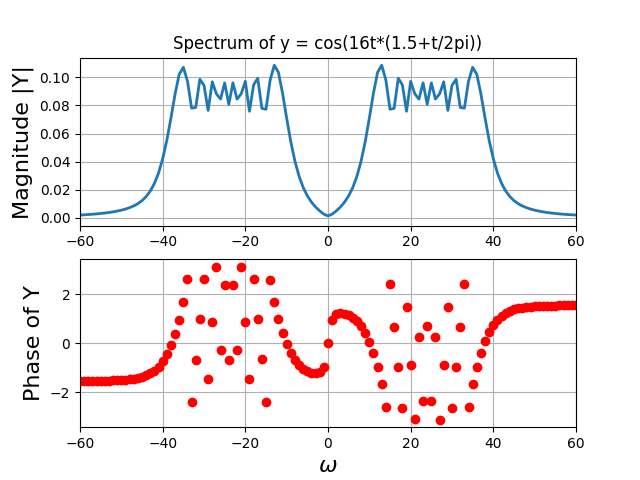 Spectrum of y = cos(16t*(1.5+t/2pi))
Magnitude |Y|
0.10
0.08
0.06
0.04
0.02
0.00
−60 −40 −20 0 20 40 60
Phase of Y
2
0
−2
−60 −40 −20 0 20 40 60
ω